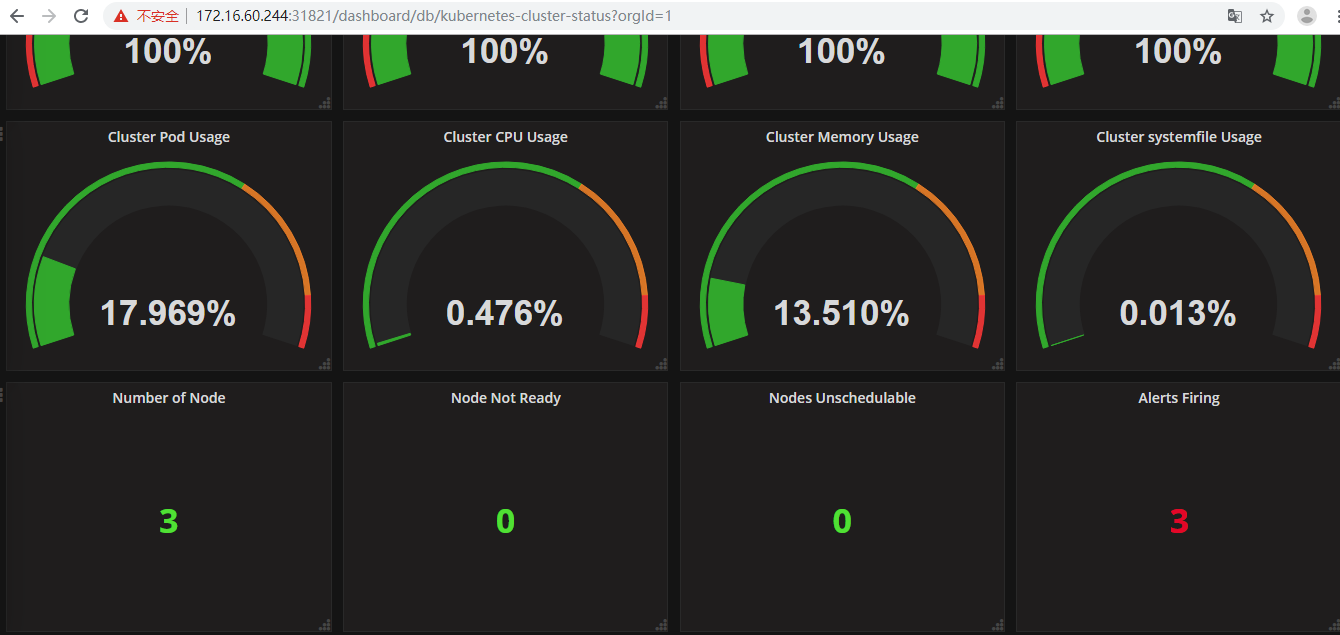 不安全 172.16.60.244:31821/dashboard/db/kubernetes-cluster-status?orgId=1
100% 100% 100% 100%
Cluster Pod Usage Cluster CPU Usage Cluster Memory Usage Cluster systemfile Usage
17.969% 0.476% 13.510% 0.013%
Number of Node Node Not Ready Nodes Unschedulable Alerts Firing
3 0 0 3